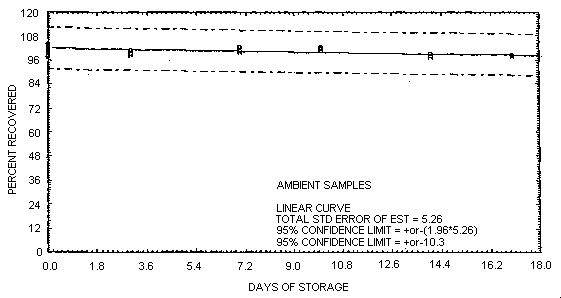 120
108
96
84
72
60
48
36
24
12
0
PERCENT RECOVERED
AMBIENT SAMPLES
LINEAR CURVE
TOTAL STD ERROR OF EST = 5.26
95% CONFIDENCE LIMIT = +or-(1.96*5.26)
95% CONFIDENCE LIMIT = +or-10.3
0.0 1.8 3.6 5.4 7.2 9.0 10.8 12.6 14.4 16.2 18.0
DAYS OF STORAGE